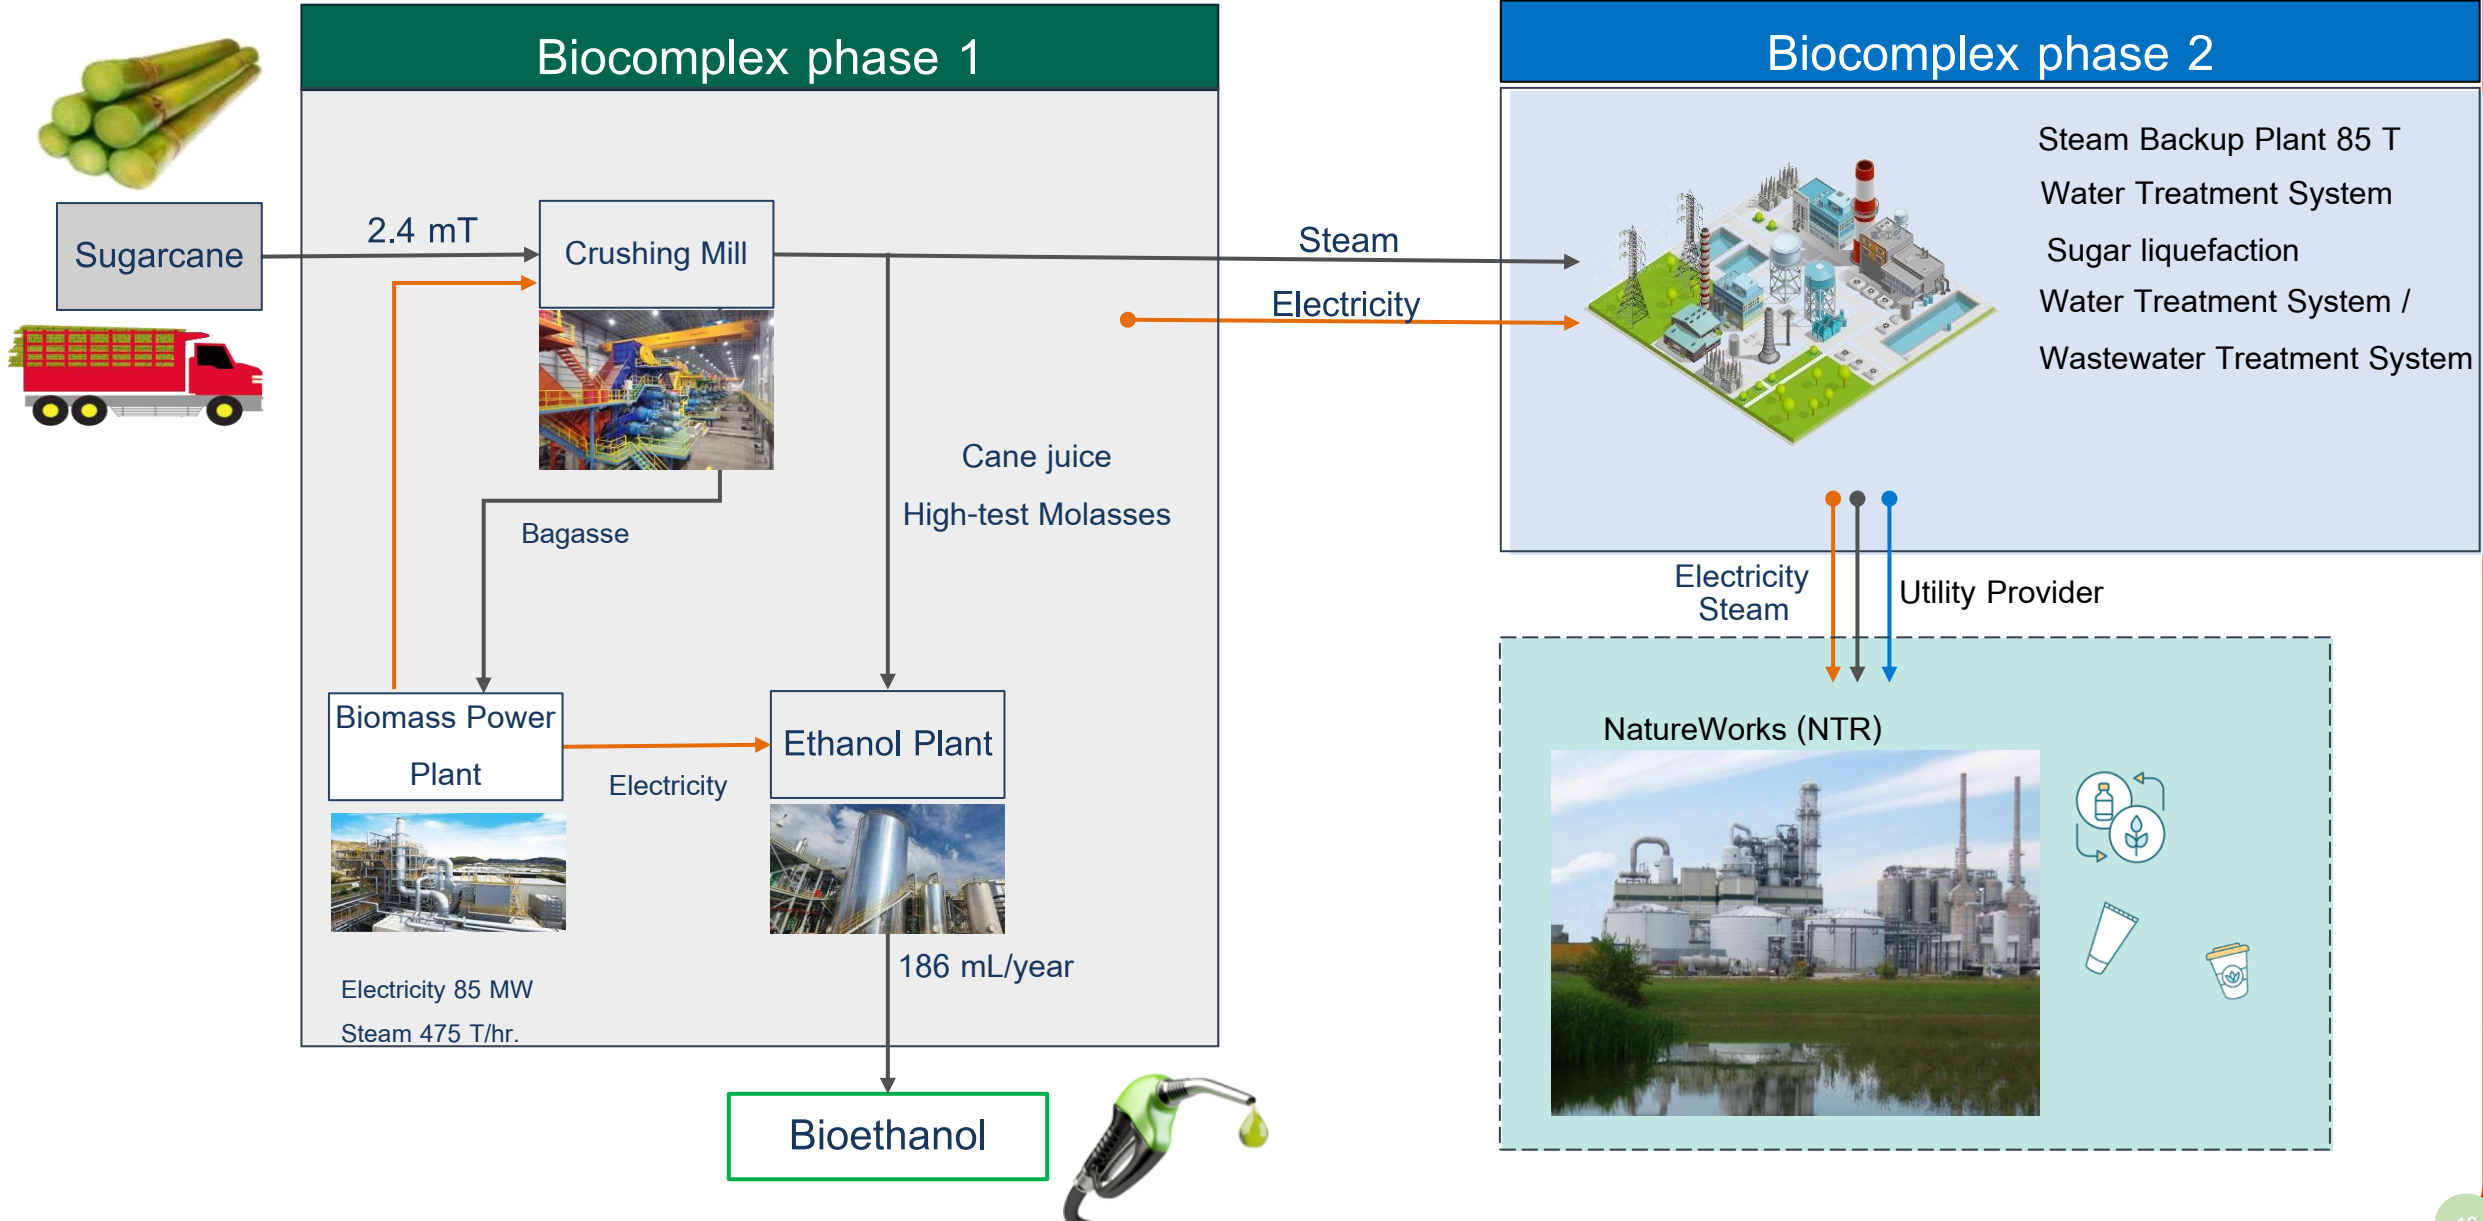 Biocomplex phase 1
Biocomplex phase 2
Sugarcane
2.4 mT
Crushing Mill
Steam
Electricity
Steam Backup Plant 85 T
Water Treatment System
Sugar liquefaction
Water Treatment System /
Wastewater Treatment System
Cane juice
High-test Molasses
Bagasse
Electricity
Steam
Utility Provider
Biomass Power
Plant
Electricity
Ethanol Plant
NatureWorks (NTR)
186 mL/year
Electricity 85 MW
Steam 475 T/hr.
Bioethanol